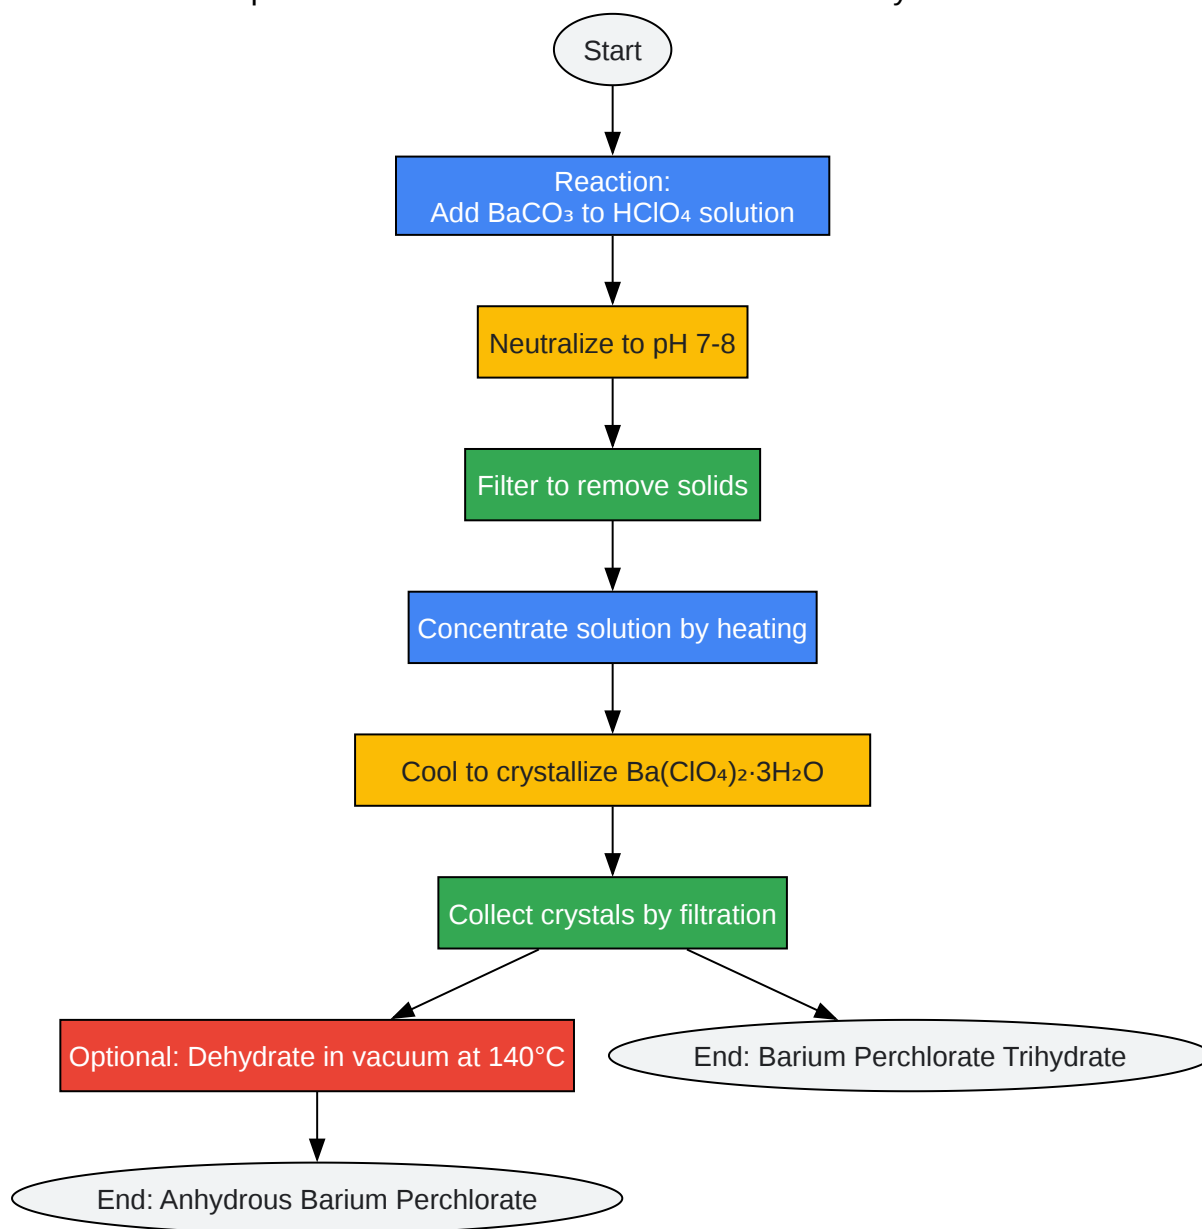 Start
Reaction:
Add BaCO₃ to HClO₄ solution
Neutralize to pH 7-8
Filter to remove solids
Concentrate solution by heating
Cool to crystallize Ba(ClO₄)₂·3H₂O
Collect crystals by filtration
Optional: Dehydrate in vacuum at 140°C
End: Barium Perchlorate Trihydrate
End: Anhydrous Barium Perchlorate